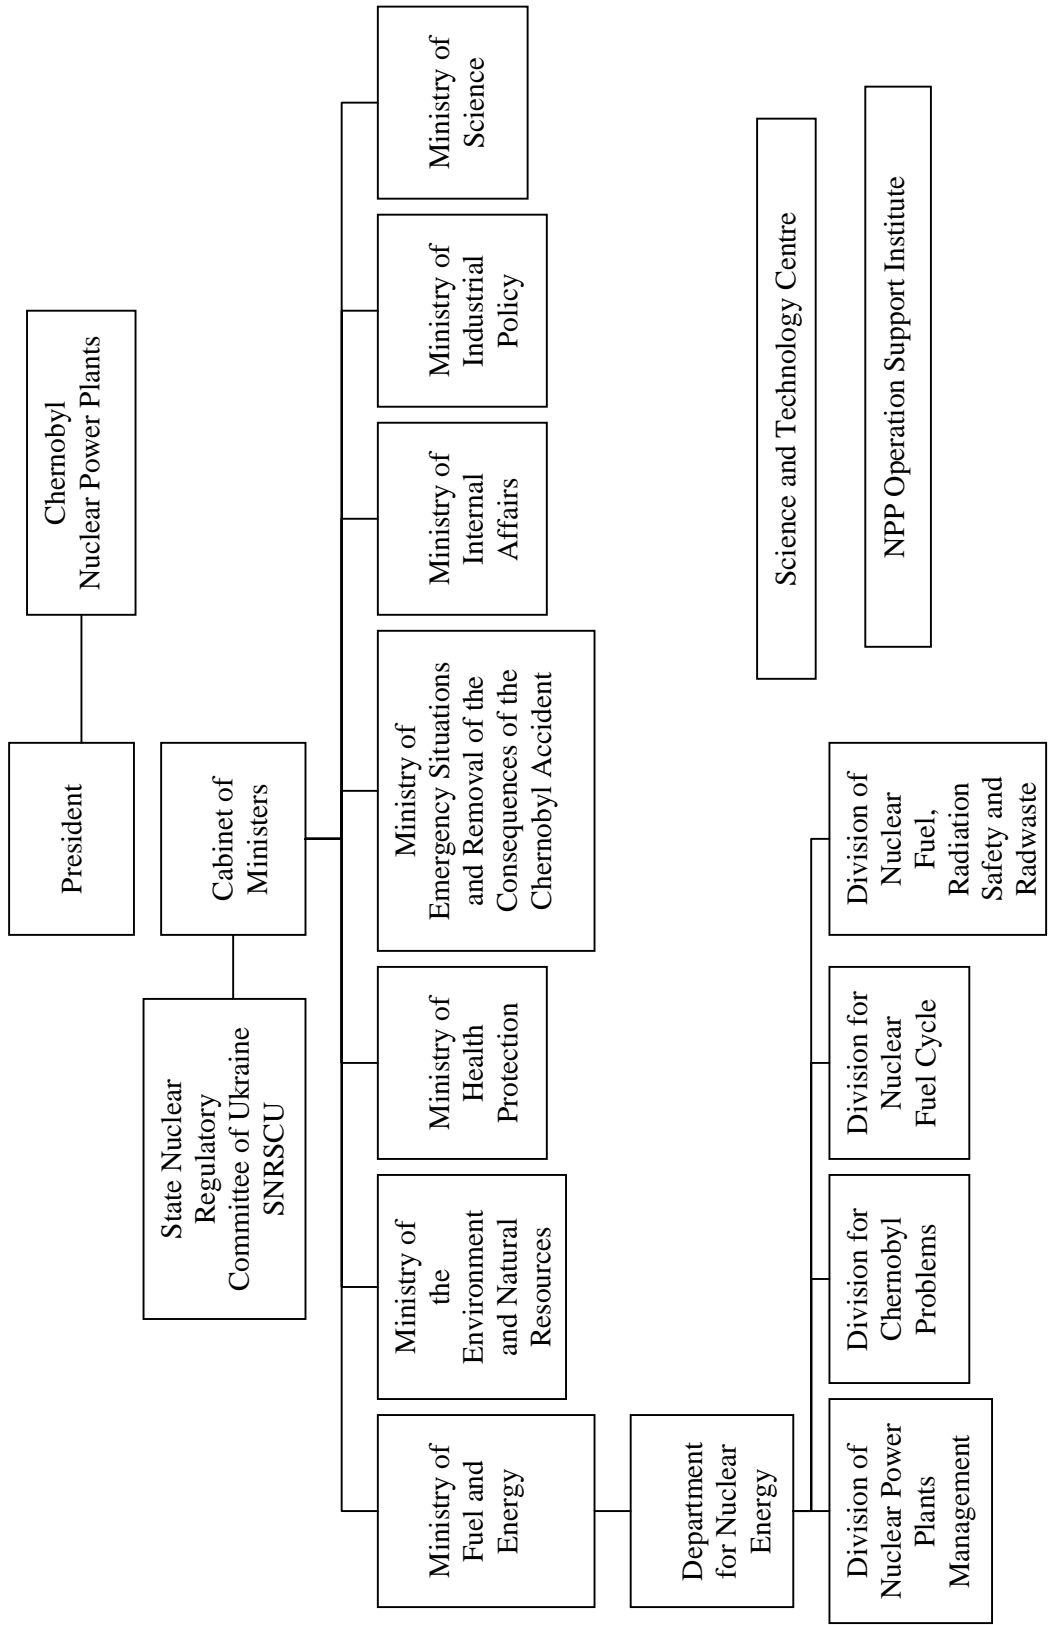 President
Chernobyl
Nuclear Power Plants
State Nuclear
Regulatory
Committee of Ukraine
SNRSCU
Cabinet of
Ministers
Ministry of
Fuel and
Energy
Ministry of
the
Environment
and Natural
Resources
Ministry of
Health
Protection
Ministry of
Emergency Situations
and Removal of the
Consequences of the
Chernobyl Accident
Ministry of
Internal
Affairs
Ministry of
Industrial
Policy
Ministry of
Science
Department
for Nuclear
Energy
Science and Technology Centre
Division of
Nuclear Power
Plants
Management
Division for
Chernobyl
Problems
Division for
Nuclear
Fuel Cycle
Division of
Nuclear
Fuel,
Radiation
Safety and
Radwaste
NPP Operation Support Institute